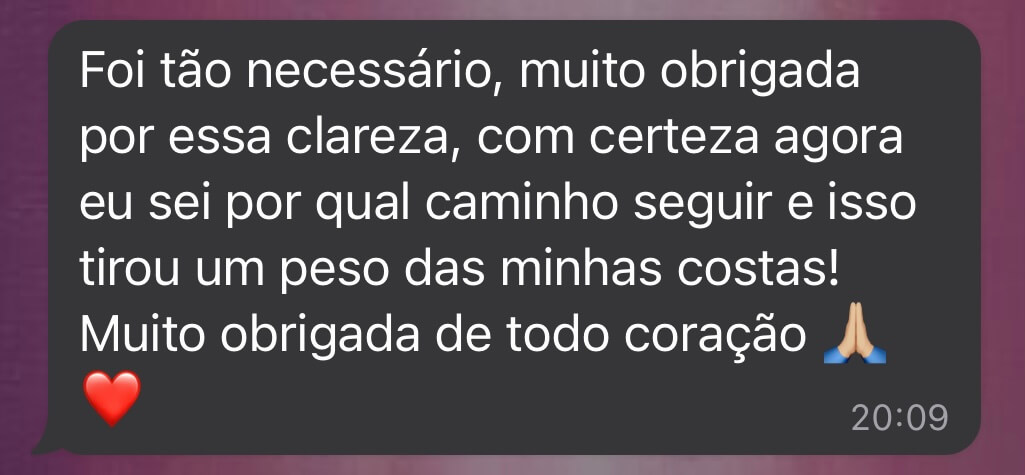 Foi tão necessário, muito obrigada
por essa clareza, com certeza agora
eu sei por qual caminho seguir e isso
tirou um peso das minhas costas!
Muito obrigada de todo coração 🙏🏼
❤️
20:09